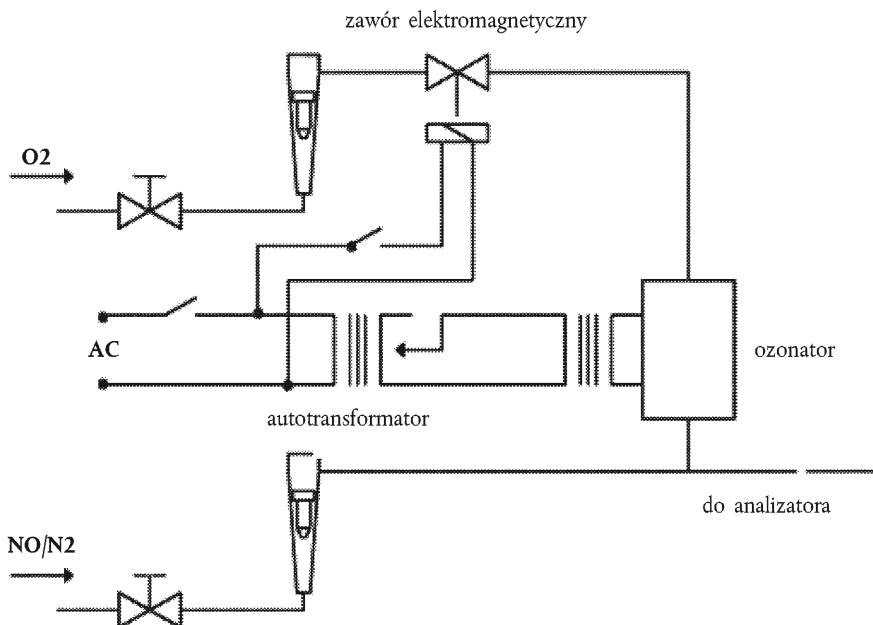 zawór elektromagnetyczny
O2
AC
ozonator
autotransformator
do analizatora
NO/N2